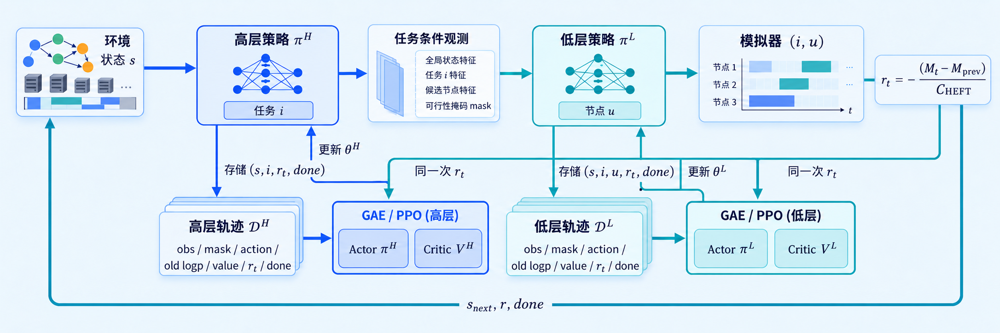 环境
状态 s
高层策略 π^H
任务 i
任务条件观测
全局状态特征
任务 i 特征
候选节点特征
可行性掩码 mask
低层策略 π^L
节点 u
模拟器 (i, u)
节点 1 ...
节点 2 ...
节点 3
t
r_t = − (M_t − M_prev) / C_HEFT
更新 θ^H
存储 (s, i, r_t, done)
同一次 r_t
存储 (s, i, u, r_t, done)
更新 θ^L
同一次 r_t
高层轨迹 𝒟^H
obs / mask / action /
old logp / value / r_t / done
GAE / PPO (高层)
Actor π^H
Critic V^H
低层轨迹 𝒟^L
obs / mask / action /
old logp / value / r_t / done
GAE / PPO (低层)
Actor π^L
Critic V^L
s_next, r, done